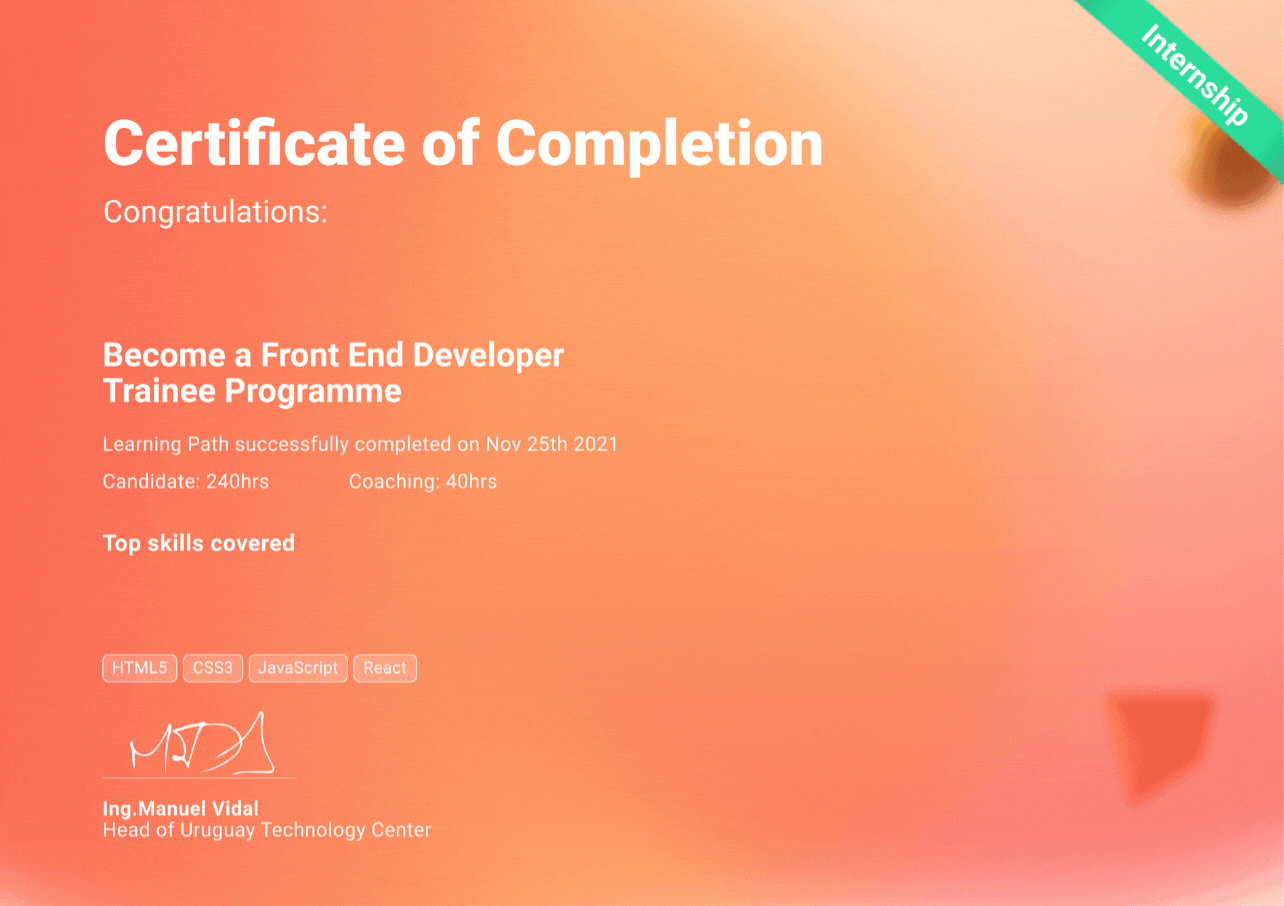 Internship
Certificate of Completion
Congratulations:
Become a Front End Developer
Trainee Programme
Learning Path successfully completed on Nov 25th 2021
Candidate: 240hrs Coaching: 40hrs
Top skills covered
HTML5 CSS3 JavaScript React
Ing.Manuel Vidal
Head of Uruguay Technology Center